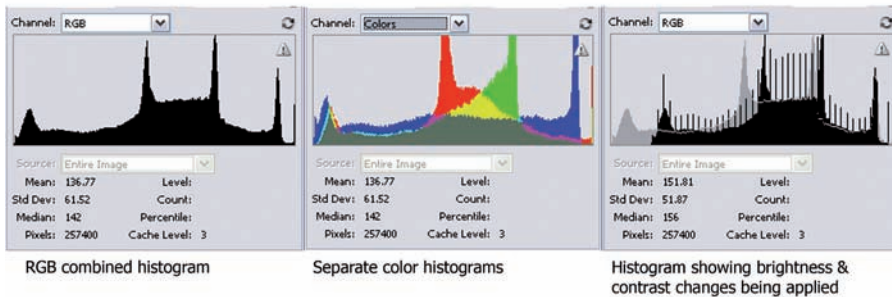 Channel: RGB
Source: Entire Image
Mean: 136.77 Level:
Std Dev: 61.52 Count:
Median: 142 Percentile:
Pixels: 257400 Cache Level: 3
RGB combined histogram
Channel: Colors
Source: Entire Image
Mean: 136.77 Level:
Std Dev: 61.52 Count:
Median: 142 Percentile:
Pixels: 257400 Cache Level: 3
Separate color histograms
Channel: RGB
Source: Entire Image
Mean: 151.81 Level:
Std Dev: 51.87 Count:
Median: 156 Percentile:
Pixels: 257400 Cache Level: 3
Histogram showing brightness &
contrast changes being applied